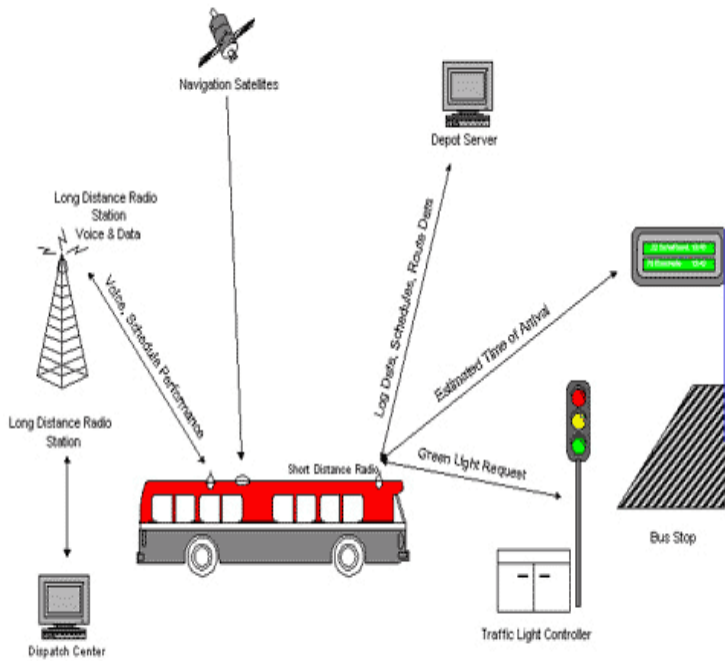 Navigation Satellites
Depot Server
Long Distance Radio
Station
Voice & Data
Voice, Schedule Performance
Log Data, Schedules, Route Data
Estimated Time of Arrival
Long Distance Radio
Station
Short Distance Radio
Green Light Request
Bus Stop
Traffic Light Controller
Dispatch Center